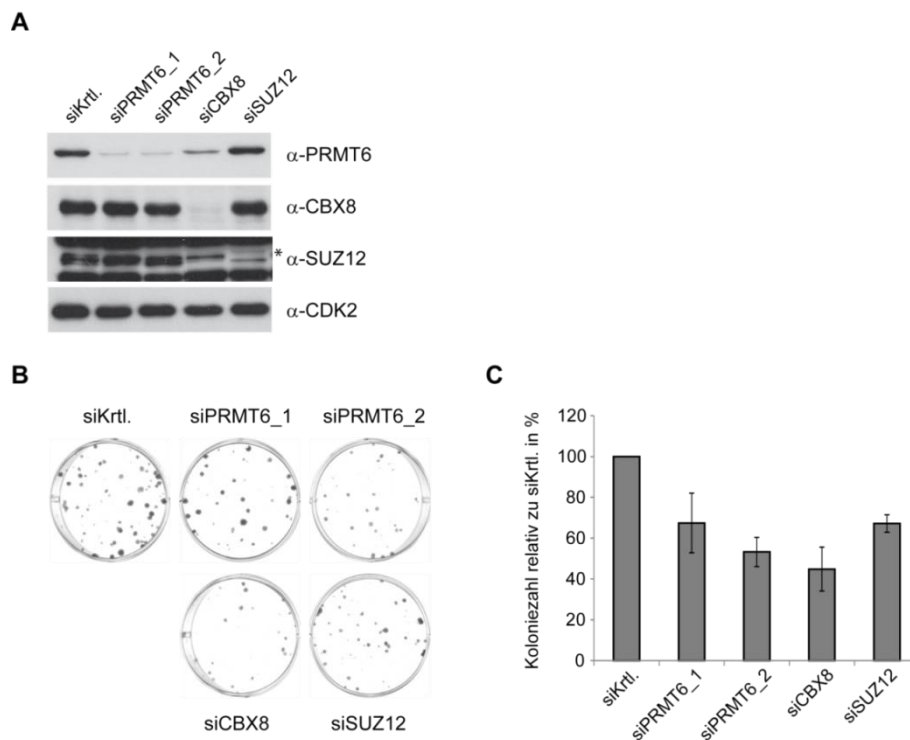 A
siKrtl.
siPRMT6_1
siPRMT6_2
siCBX8
siSUZ12
α-PRMT6
α-CBX8
* α-SUZ12
α-CDK2
B
siKrtl. siPRMT6_1 siPRMT6_2
siCBX8 siSUZ12
C
Koloniezahl relativ zu siKrtl. in %
120
100
80
60
40
20
0
siKrtl.
siPRMT6_1
siPRMT6_2
siCBX8
siSUZ12